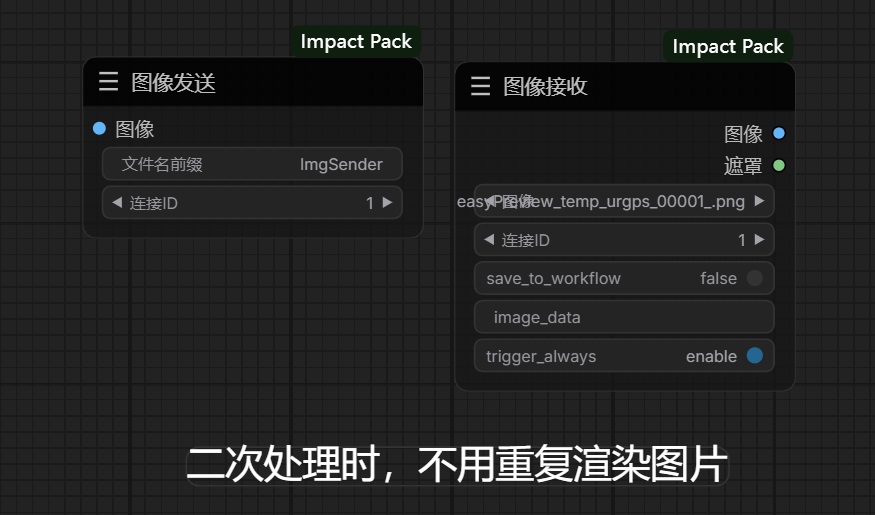 Impact Pack
图像发送
图像
文件名前缀 ImgSender
连接ID 1
Impact Pack
图像接收
图像
遮罩
图像 easyPreview_temp_urgps_00001_.png
连接ID 1
save_to_workflow false
image_data
trigger_always enable
二次处理时，不用重复渲染图片